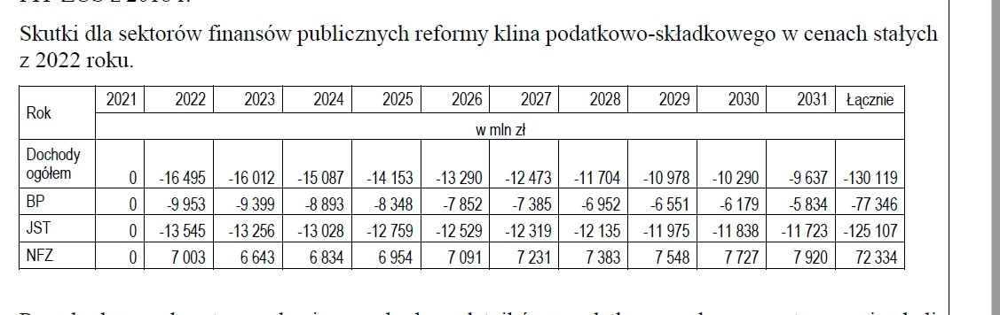 Skutki dla sektorów finansów publicznych reformy klina podatkowo-składkowego w cenach stałych
z 2022 roku.
Rok 2021 2022 2023 2024 2025 2026 2027 2028 2029 2030 2031 Łącznie
w mln zł
Dochody
ogółem 0 -16 495 -16 012 -15 087 -14 153 -13 290 -12 473 -11 704 -10 978 -10 290 -9 637 -130 119
BP 0 -9 953 -9 399 -8 893 -8 348 -7 852 -7 385 -6 952 -6 551 -6 179 -5 834 -77 346
JST 0 -13 545 -13 256 -13 028 -12 759 -12 529 -12 319 -12 135 -11 975 -11 838 -11 723 -125 107
NFZ 0 7 003 6 643 6 834 6 954 7 091 7 231 7 383 7 548 7 727 7 920 72 334